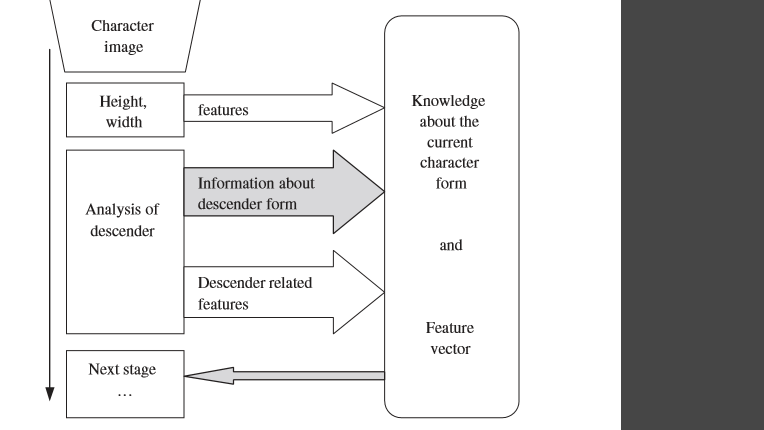 Character
image
Height,
width
features
Analysis of
descender
Information about
descender form
Descender related
features
Next stage
…
Knowledge
about the
current
character
form
and
Feature
vector